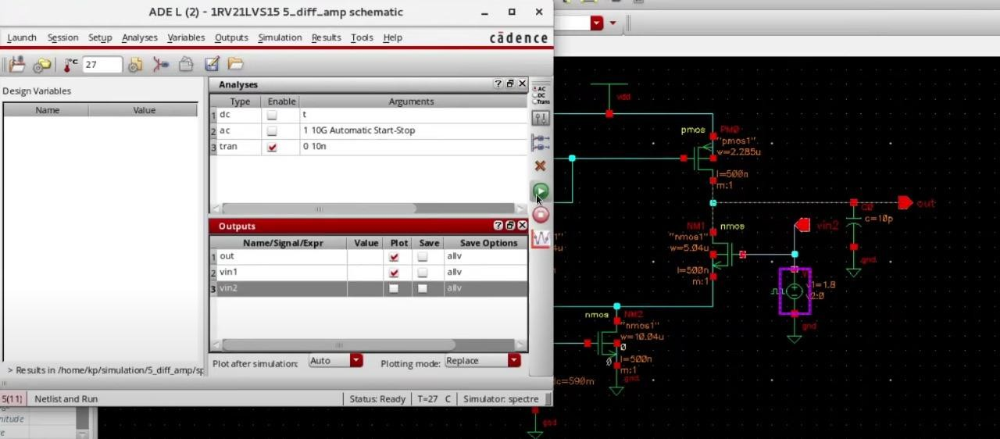 ADE L (2) - 1RV21LVS15 5_diff_amp schematic
Launch Session Setup Analyses Variables Outputs Simulation Results Tools Help
cādence
°C 27
Design Variables
Name Value
Analyses
Type Enable Arguments
1 dc t
2 ac 1 10G Automatic Start-Stop
3 tran 0 10n
AC
DC
Trans
Outputs
Name/Signal/Expr Value Plot Save Save Options
1 out allv
2 vin1 allv
3 vin2 allv
Plot after simulation: Auto Plotting mode: Replace
> Results in /home/kp/simulation/5_diff_amp/sp
5(11) Netlist and Run Status: Ready T=27 C Simulator: spectre
nitude
vdd
pmos PM0
"pmos1"
w=2.285u
l=500n
m:1
out
C0
c=10p
gnd
NM1 nmos
"nmos1"
w=5.04u
l=500n
m:1
vin2
v1=1.8
v2:0
gnd
nmos NM2
"nmos1"
w=10.04u
0
0
l=500n
m:1
gnd
dc=590m
gnd